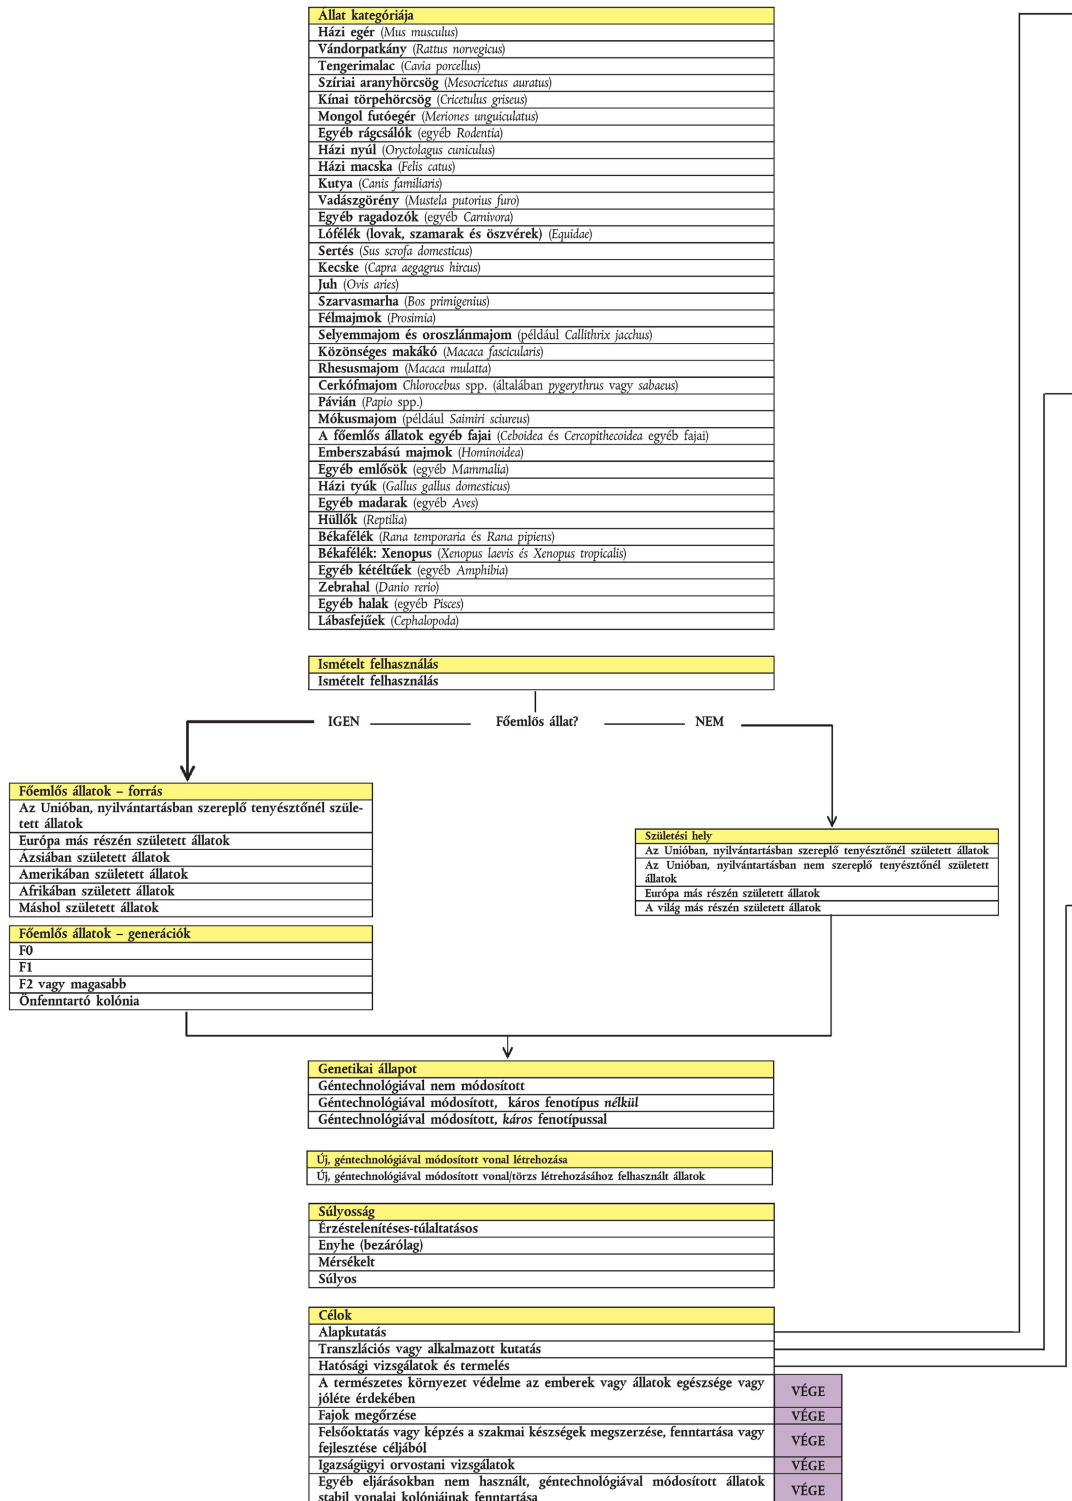 Állat kategóriája
Házi egér (Mus musculus)
Vándorpatkány (Rattus norvegicus)
Tengerimalac (Cavia porcellus)
Szíriai aranyhörcsög (Mesocricetus auratus)
Kínai törpehörcsög (Cricetulus griseus)
Mongol futóegér (Meriones unguiculatus)
Egyéb rágcsálók (egyéb Rodentia)
Házi nyúl (Oryctolagus cuniculus)
Házi macska (Felis catus)
Kutya (Canis familiaris)
Vadászgörény (Mustela putorius furo)
Egyéb ragadozók (egyéb Carnivora)
Lófélék (lovak, szamarak és öszvérek) (Equidae)
Sertés (Sus scrofa domesticus)
Kecske (Capra aegagrus hircus)
Juh (Ovis aries)
Szarvasmarha (Bos primigenius)
Félmajmok (Prosimia)
Selyemmajom és oroszlánmajom (például Callithrix jacchus)
Közönséges makákó (Macaca fascicularis)
Rhesusmajom (Macaca mulatta)
Cerkófmajom Chlorocebus spp. (általában pygerythrus vagy sabaeus)
Pávián (Papio spp.)
Mókusmajom (például Saimiri sciureus)
A főemlős állatok egyéb fajai (Ceboidea és Cercopithecoidea egyéb fajai)
Emberszabású majmok (Hominoidea)
Egyéb emlősök (egyéb Mammalia)
Házi tyúk (Gallus gallus domesticus)
Egyéb madarak (egyéb Aves)
Hüllők (Reptilia)
Békafélék (Rana temporaria és Rana pipiens)
Békafélék: Xenopus (Xenopus laevis és Xenopus tropicalis)
Egyéb kétéltűek (egyéb Amphibia)
Zebrahal (Danio rerio)
Egyéb halak (egyéb Pisces)
Lábasfejűek (Cephalopoda)
Ismételt felhasználás
Ismételt felhasználás
IGEN Főemlös állat? NEM
Főemlős állatok – forrás
Az Unióban, nyilvántartásban szereplő tenyésztőnél szüle-
tett állatok
Európa más részén született állatok
Ázsiában született állatok
Amerikában született állatok
Afrikában született állatok
Máshol született állatok
Születési hely
Az Unióban, nyilvántartásban szereplő tenyésztőnél született állatok
Az Unióban, nyilvántartásban nem szereplő tenyésztőnél született
állatok
Európa más részén született állatok
A világ más részén született állatok
Főemlős állatok – generációk
F0
F1
F2 vagy magasabb
Önfenntartó kolónia
Genetikai állapot
Géntechnológiával nem módosított
Géntechnológiával módosított, káros fenotípus nélkül
Géntechnológiával módosított, káros fenotípussal
Új, géntechnológiával módosított vonal létrehozása
Új, géntechnológiával módosított vonal/törzs létrehozásához felhasznált állatok
Súlyosság
Érzéstelenítéses-túlaltatásos
Enyhe (bezárólag)
Mérsékelt
Súlyos
Célok
Alapkutatás
Transzlációs vagy alkalmazott kutatás
Hatósági vizsgálatok és termelés
A természetes környezet védelme az emberek vagy állatok egészsége vagy
jóléte érdekében
VÉGE
Fajok megőrzése
VÉGE
Felsőoktatás vagy képzés a szakmai készségek megszerzése, fenntartása vagy
fejlesztése céljából
VÉGE
Igazságügyi orvostani vizsgálatok
VÉGE
Egyéb eljárásokban nem használt, géntechnológiával módosított állatok
stabil vonalai kolóniáinak fenntartása
VÉGE